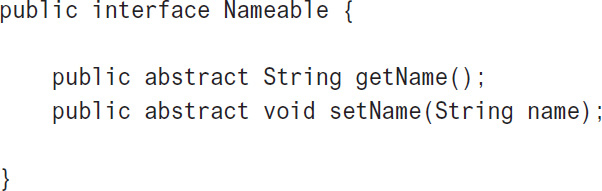 public interface Nameable {
    public abstract String getName();
    public abstract void setName(String name);
}